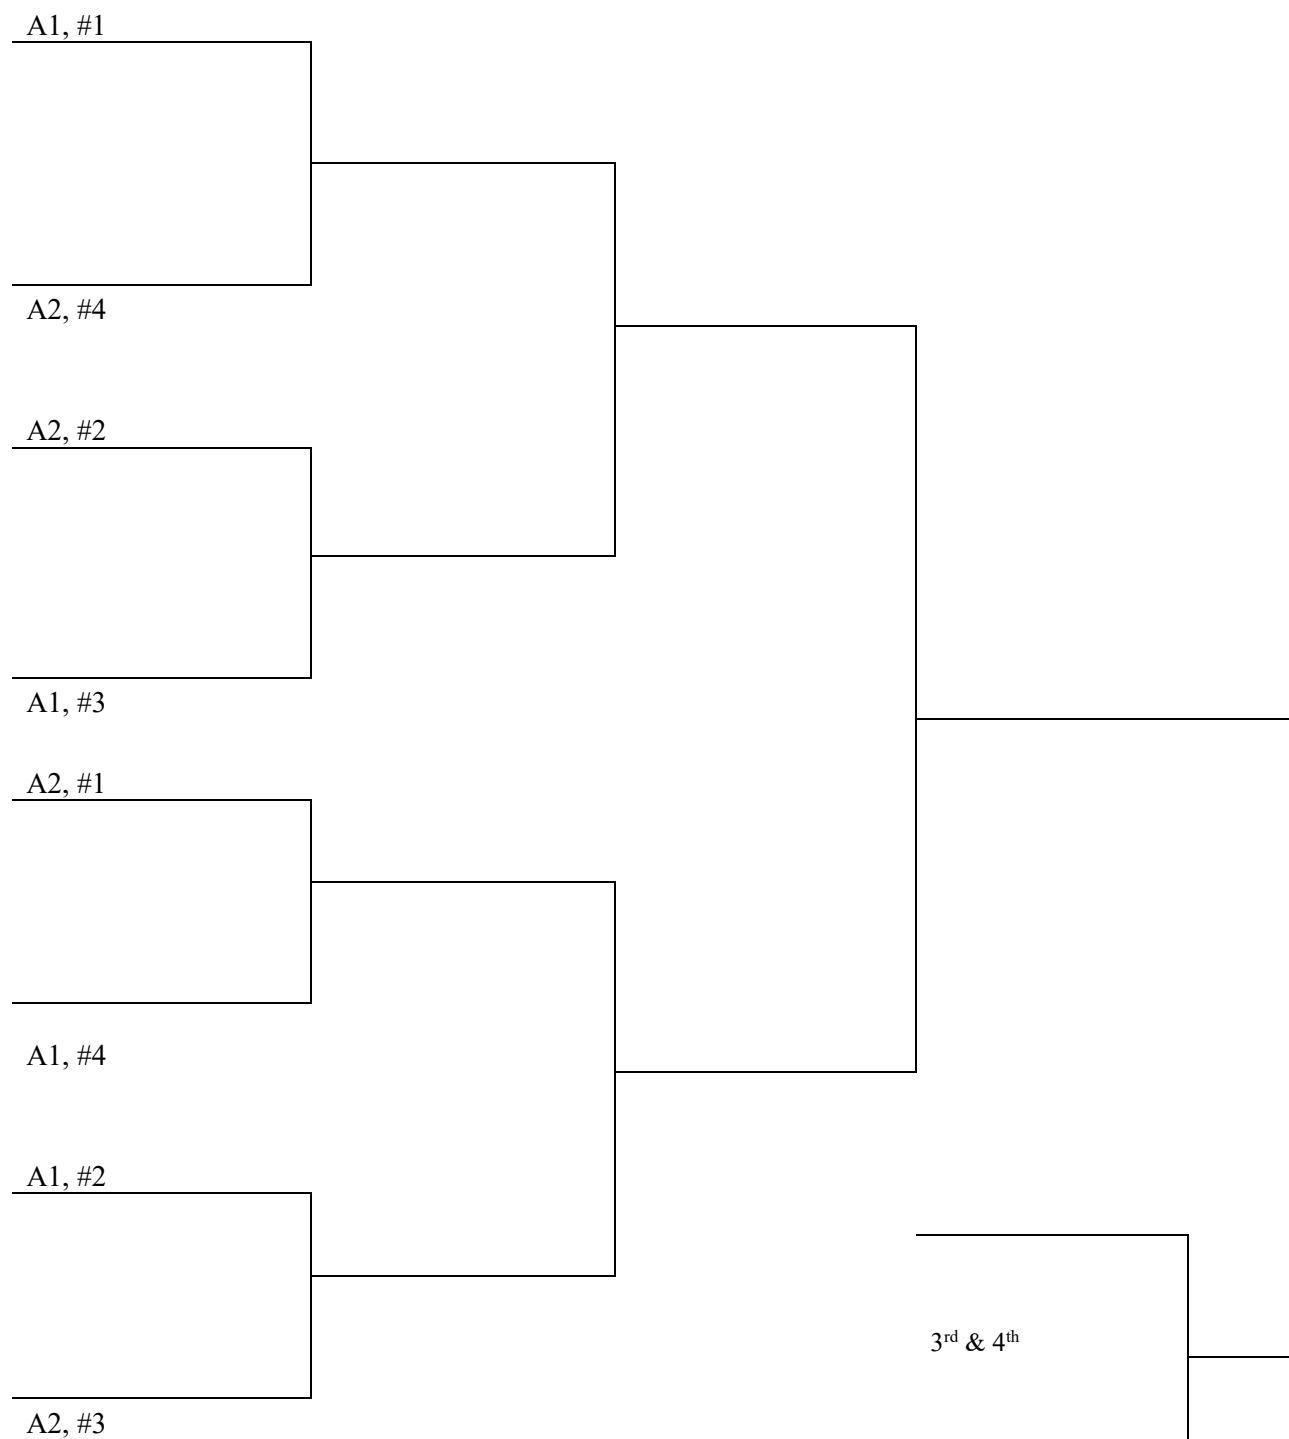 A1, #1
A2, #4
A2, #2
A1, #3
A2, #1
A1, #4
A1, #2
3rd & 4th
A2, #3